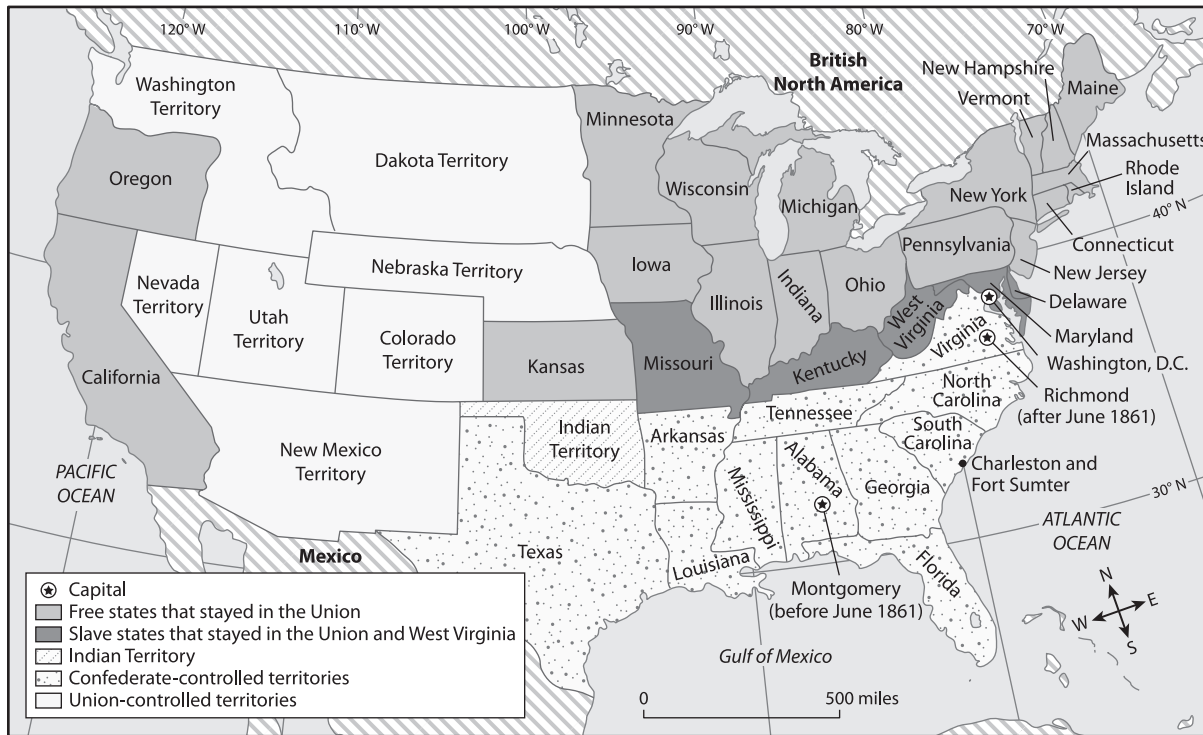 120° W
110° W
100° W
90° W
80° W
70° W
British
North America
New Hampshire
Vermont
Maine
Washington
Territory
Minnesota
Massachusetts
Dakota Territory
Oregon
Wisconsin
Rhode
Island
Michigan
New York
40° N
Connecticut
Pennsylvania
Nebraska Territory
Iowa
New Jersey
Nevada
Territory
Ohio
Indiana
Illinois
Delaware
Utah
Territory
West
Virginia
Maryland
Colorado
Territory
Virginia
Washington, D.C.
Kansas
Missouri
Kentucky
California
Richmond
(after June 1861)
North
Carolina
Tennessee
Indian
Territory
Arkansas
South
Carolina
New Mexico
Territory
Charleston and
Fort Sumter
PACIFIC
OCEAN
Mississippi
Alabama
Georgia
30° N
ATLANTIC
OCEAN
Mexico
Texas
Louisiana
Florida
Montgomery
(before June 1861)
N
E
W
S
Gulf of Mexico
0
500 miles
Capital
Free states that stayed in the Union
Slave states that stayed in the Union and West Virginia
Indian Territory
Confederate-controlled territories
Union-controlled territories